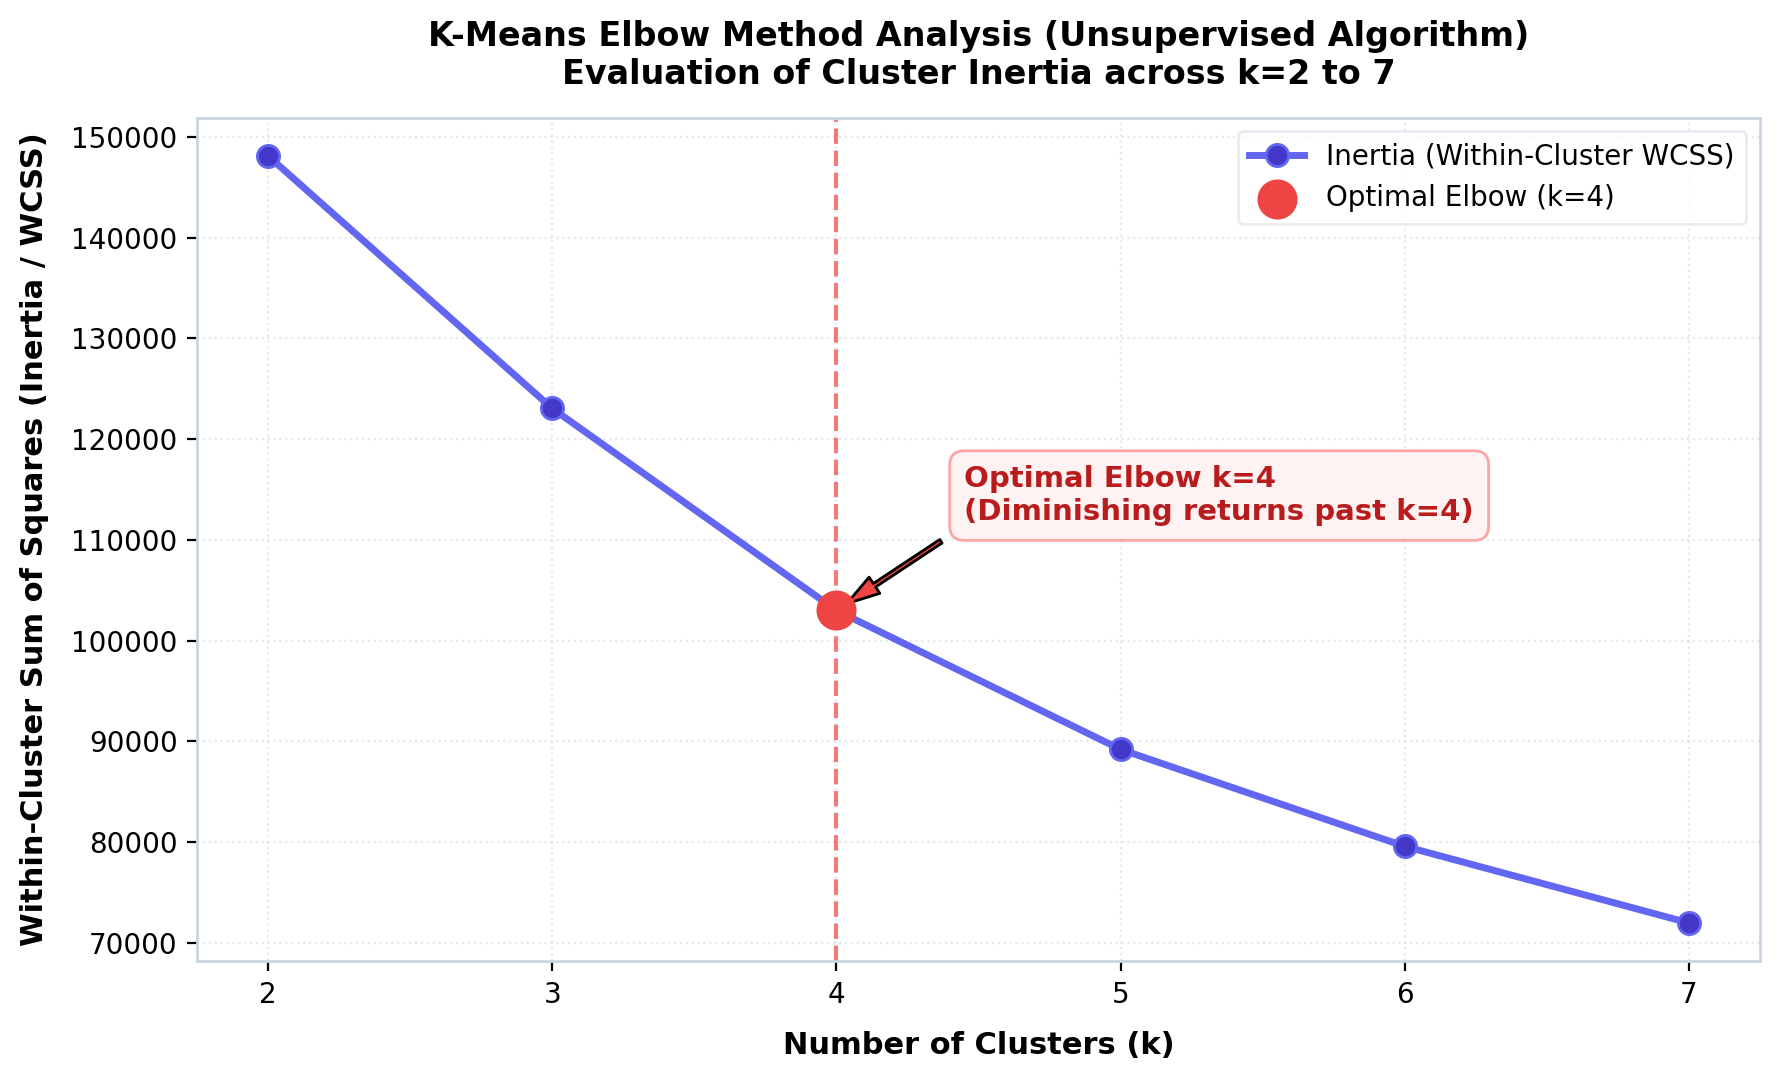 K-Means Elbow Method Analysis (Unsupervised Algorithm)
Evaluation of Cluster Inertia across k=2 to 7
Within-Cluster Sum of Squares (Inertia / WCSS)
150000
140000
130000
120000
110000
100000
90000
80000
70000
Inertia (Within-Cluster WCSS)
Optimal Elbow (k=4)
Optimal Elbow k=4
(Diminishing returns past k=4)
2 3 4 5 6 7
Number of Clusters (k)